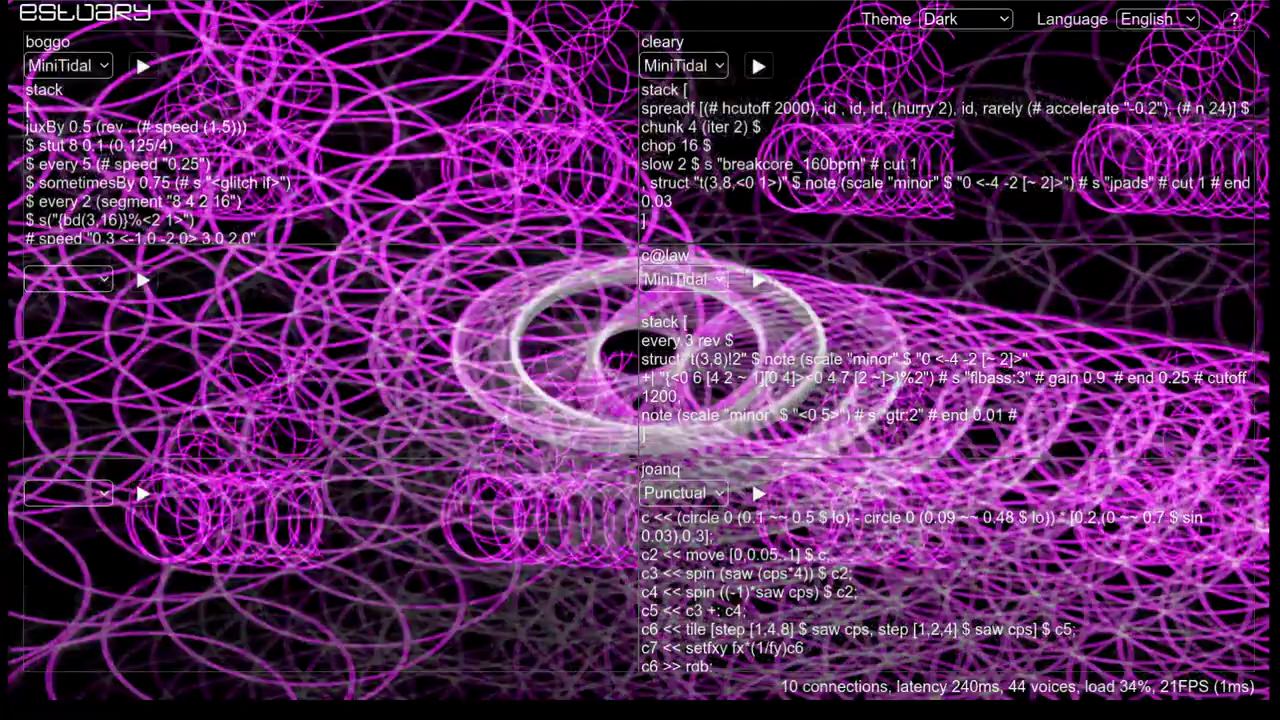 estuary
Theme Dark Language English ?
boggo
MiniTidal
stack
[
juxBy 0.5 (rev . (# speed (1.5)))
$ stut 8 0.1 (0.125/4)
$ every 5 (# speed "0.25")
$ sometimesBy 0.75 (# s "<glitch if>")
$ every 2 (segment "8 4 2 16")
$ s("{bd(3,16)}%<2 1>")
# speed "0.3 <-1.0 -2.0> 3.0 2.0"
cleary
MiniTidal
stack [
spreadf [(# hcutoff 2000), id , id, id, (hurry 2), id, rarely (# accelerate "-0.2"), (# n 24)] $
chunk 4 (iter 2) $
chop 16 $
slow 2 $ s "breakcore_160bpm" # cut 1
, struct "t(3,8,<0 1>)" $ note (scale "minor" $ "0 <-4 -2 [~ 2]>") # s "jpads" # cut 1 # end
0.03
]
c@law
MiniTidal
stack [
every 3 rev $
struct "t(3,8)!2" $ note (scale "minor" $ "0 <-4 -2 [~ 2]>"
+| "{<0 6 [4 2 ~ 1][0 4]><0 4 7 [2 ~]>}%2") # s "flbass:3" # gain 0.9 # end 0.25 # cutoff
1200,
note (scale "minor" $ "<0 5>") # s "gtr:2" # end 0.01 #
]
joanq
Punctual
c << (circle 0 (0.1 ~~ 0.5 $ lo) - circle 0 (0.09 ~~ 0.48 $ lo)) * [0.2,(0 ~~ 0.7 $ sin
0.03),0.3];
c2 << move [0,0.05..1] $ c;
c3 << spin (saw (cps*4)) $ c2;
c4 << spin ((-1)*saw cps) $ c2;
c5 << c3 +: c4;
c6 << tile [step [1,4,8] $ saw cps, step [1,2,4] $ saw cps] $ c5;
c7 << setfxy fx*(1/fy)c6
c6 >> rgb;
10 connections, latency 240ms, 44 voices, load 34%, 21FPS (1ms)